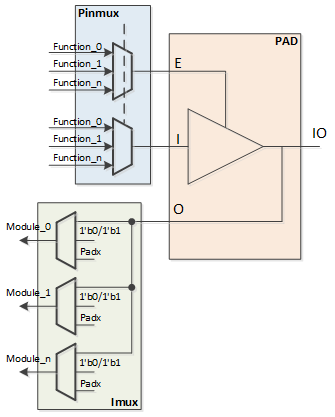 Pinmux
Function_0
Function_1
Function_n
Function_0
Function_1
Function_n
PAD
E
I
IO
O
Module_0
1'b0/1'b1
Padx
Module_1
1'b0/1'b1
Padx
Module_n
1'b0/1'b1
Padx
Imux